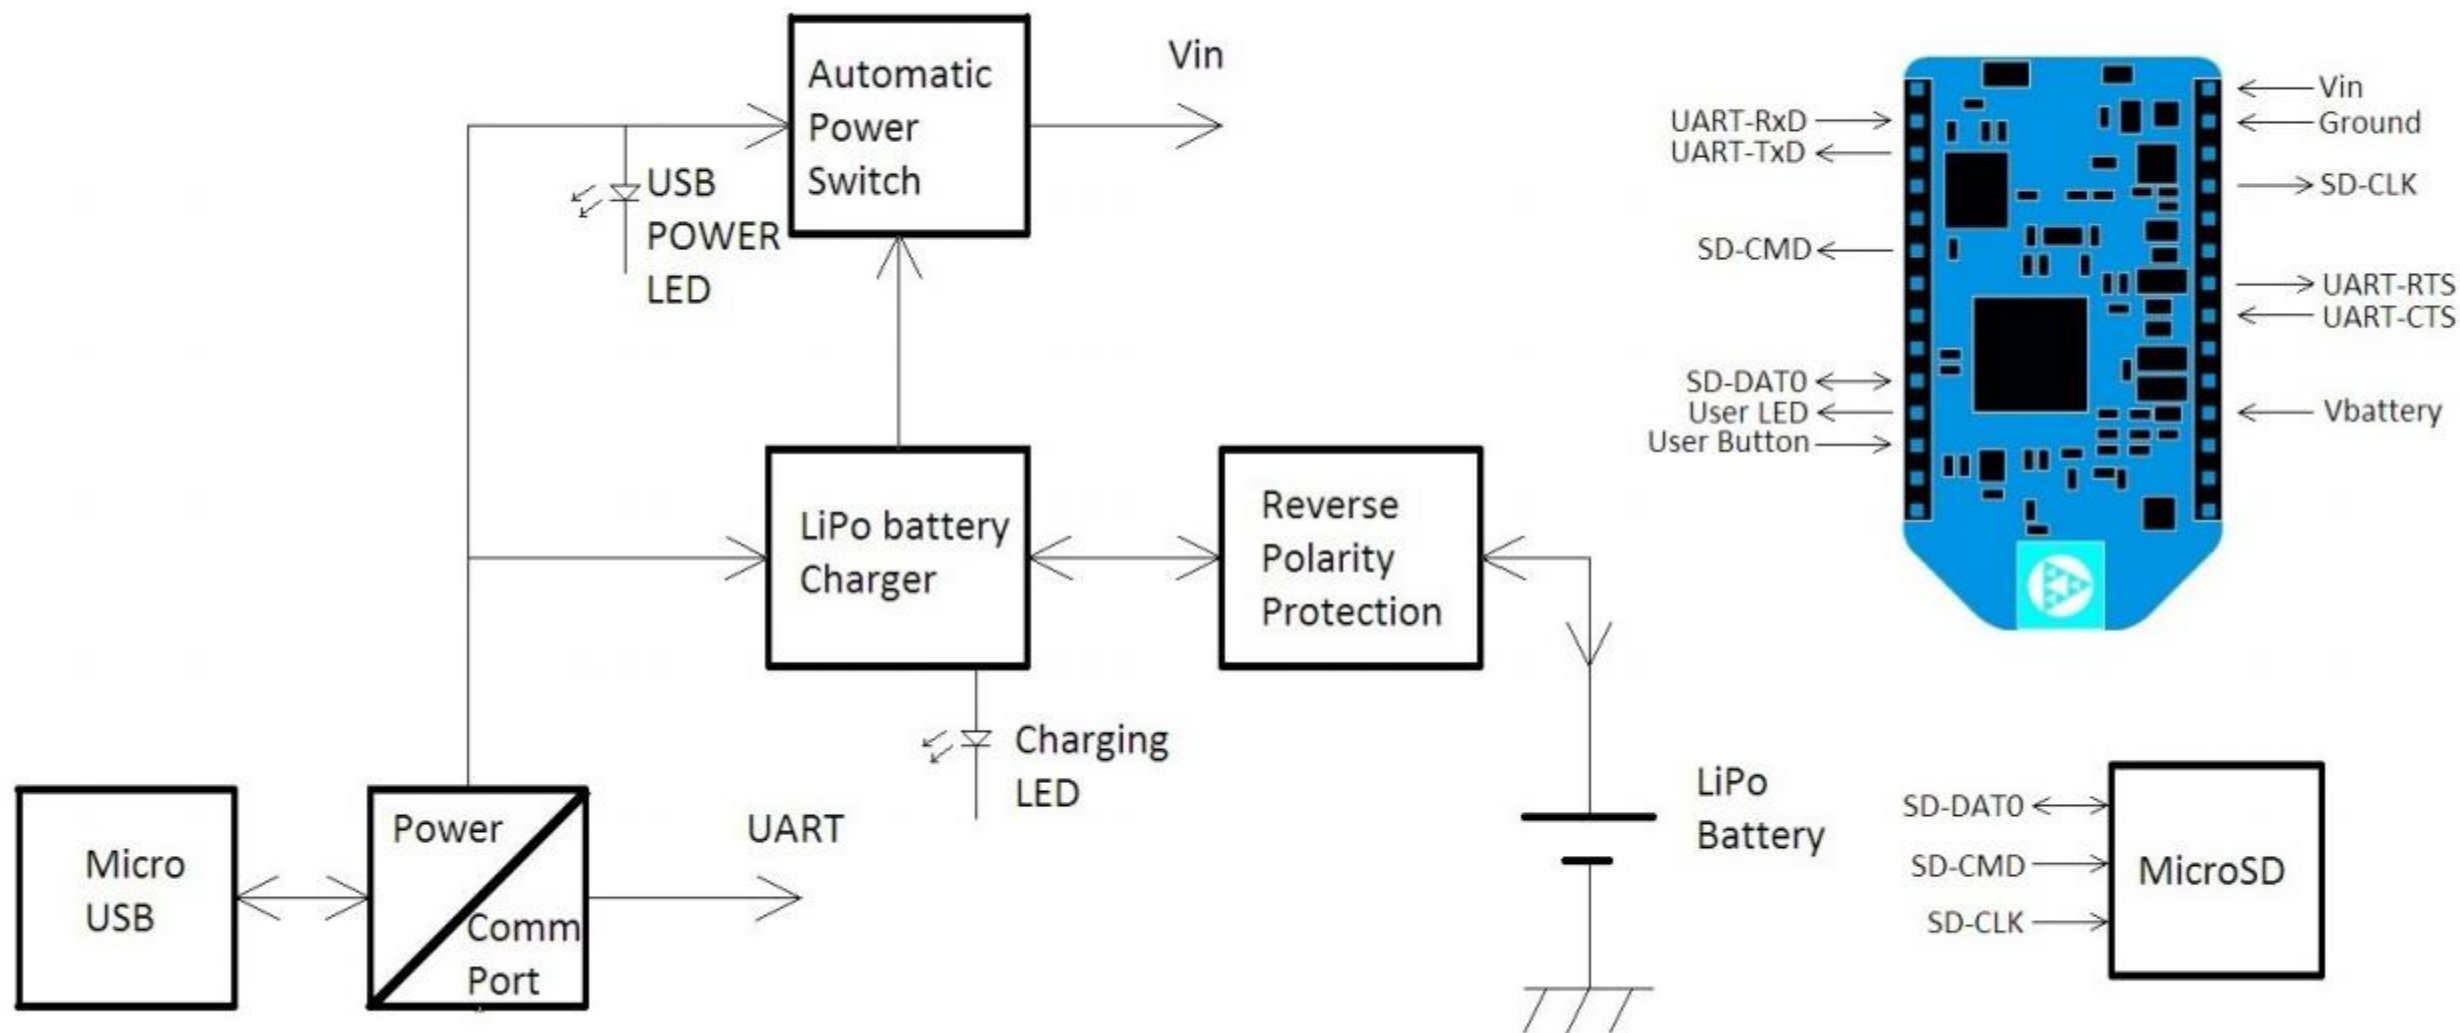 Automatic
Power
Switch
Vin
USB
POWER
LED
LiPo battery
Charger
Reverse
Polarity
Protection
Charging
LED
Micro
USB
Power
Comm
Port
UART
LiPo
Battery
UART-RxD
UART-TxD
SD-CMD
SD-DAT0
User LED
User Button
Vin
Ground
SD-CLK
UART-RTS
UART-CTS
Vbattery
SD-DAT0
SD-CMD
SD-CLK
MicroSD